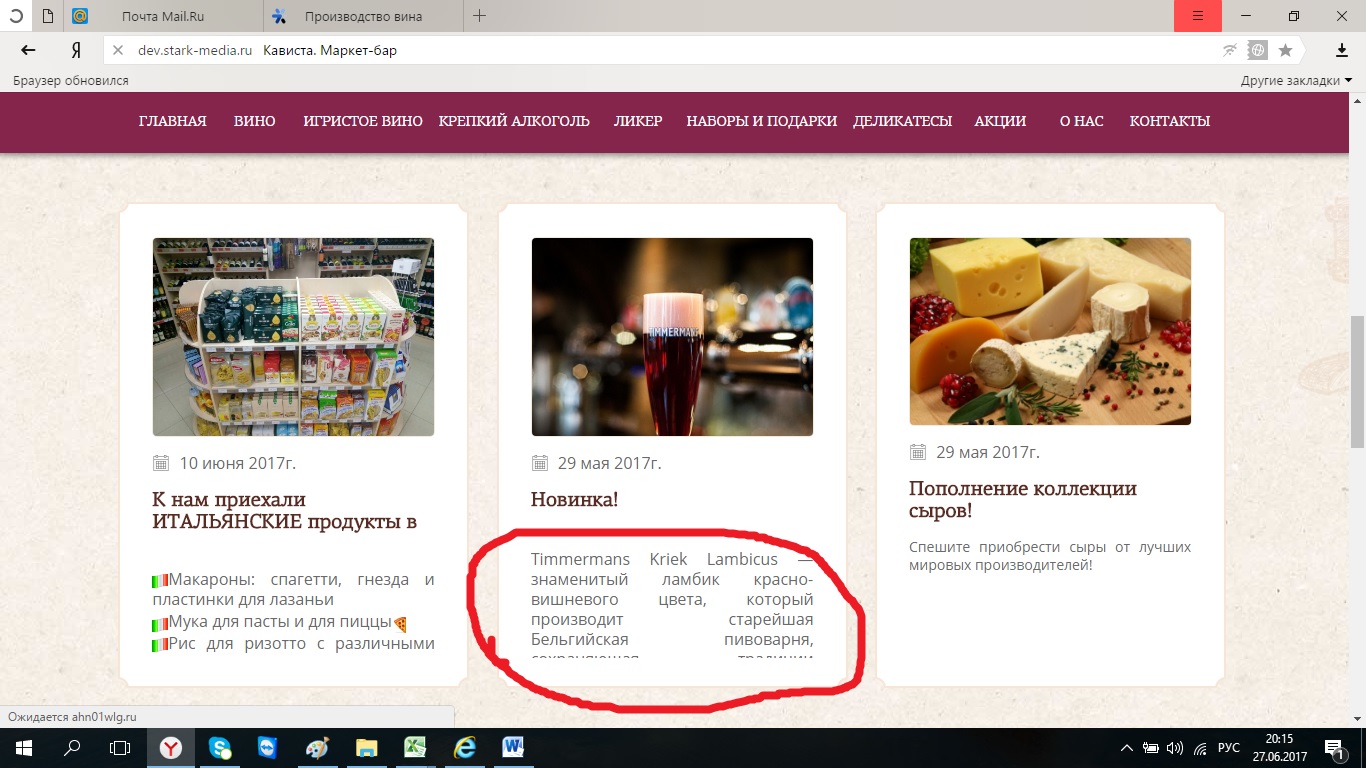 Почта Mail.Ru
Производство вина
dev.stark-media.ru Кависта. Маркет-бар
Браузер обновился
Другие закладки
ГЛАВНАЯ ВИНО ИГРИСТОЕ ВИНО КРЕПКИЙ АЛКОГОЛЬ ЛИКЕР НАБОРЫ И ПОДАРКИ ДЕЛИКАТЕСЫ АКЦИИ О НАС КОНТАКТЫ
10 июня 2017г.
К нам приехали
ИТАЛЬЯНСКИЕ продукты в
Макароны: спагетти, гнезда и
пластинки для лазаньи
Мука для пасты и для пиццы
Рис для ризотто с различными
TIMMERMANS
29 мая 2017г.
Новинка!
Timmermans Kriek Lambicus —
знаменитый ламбик красно-
вишневого цвета, который
производит старейшая
Бельгийская пивоварня,
сохраняющая традиции
29 мая 2017г.
Пополнение коллекции
сыров!
Спешите приобрести сыры от лучших
мировых производителей!
Ожидается ahn01wlg.ru
РУС
20:15
27.06.2017
1